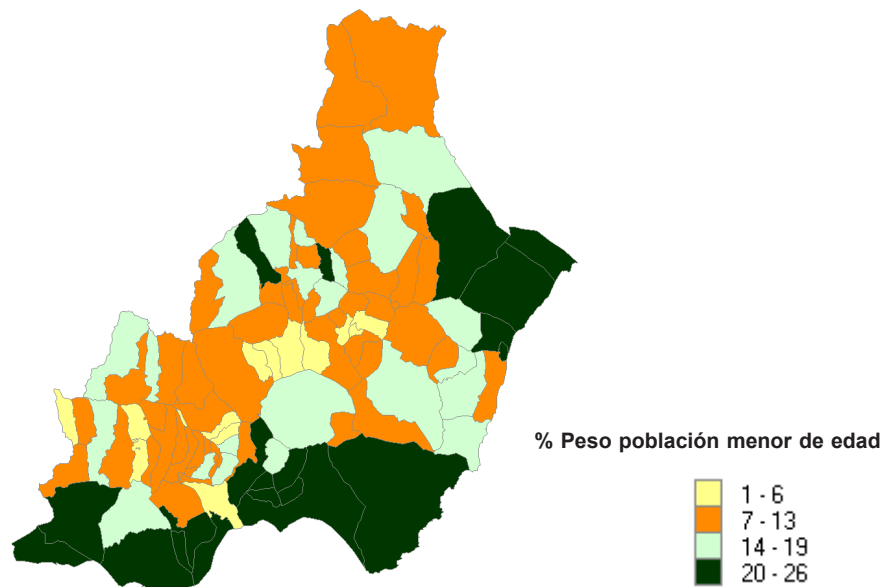 % Peso población menor de edad
1 - 6
7 - 13
14 - 19
20 - 26